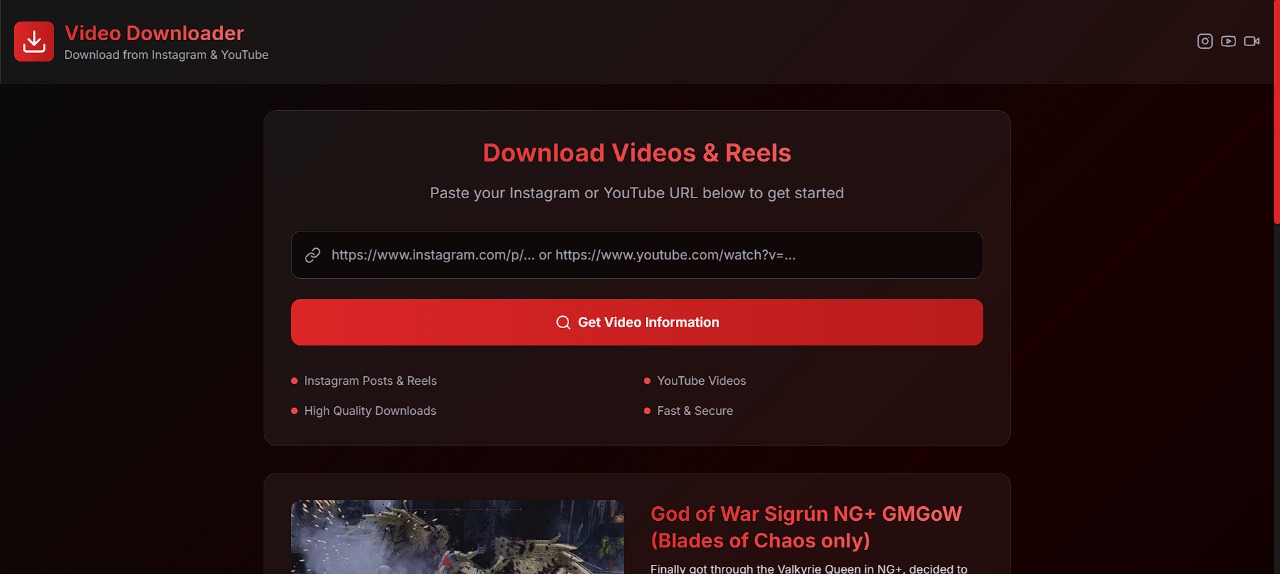 Video Downloader
Download from Instagram & YouTube
Download Videos & Reels
Paste your Instagram or YouTube URL below to get started
https://www.instagram.com/p/... or https://www.youtube.com/watch?v=...
Get Video Information
Instagram Posts & Reels
YouTube Videos
High Quality Downloads
Fast & Secure
God of War Sigrún NG+ GMGoW
(Blades of Chaos only)
Finally got through the Valkyrie Queen in NG+, decided to